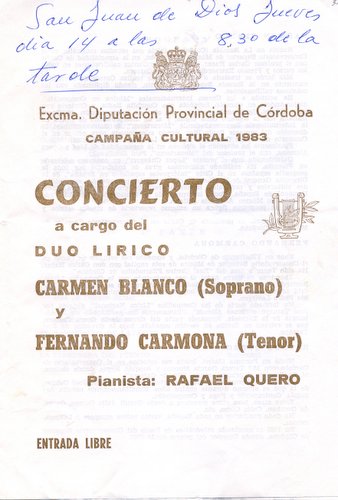 San Juan de Dios Jueves
dia 14 a las 8,30 de la
tarde
Excma. Diputación Provincial de Córdoba
CAMPAÑA CULTURAL 1983
CONCIERTO
a cargo del
DUO LIRICO
CARMEN BLANCO (Soprano)
y
FERNANDO CARMONA (Tenor)
Pianista: RAFAEL QUERO
ENTRADA LIBRE